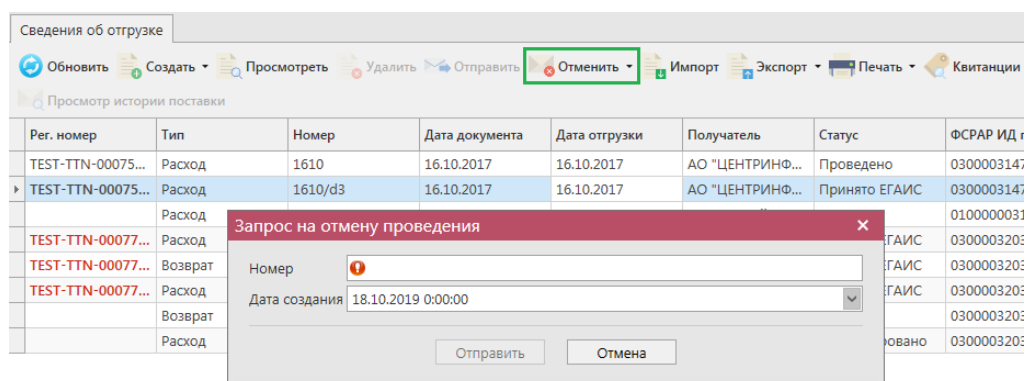 Сведения об отгрузке
Обновить Создать Просмотреть Удалить Отправить Отменить Импорт Экспорт Печать Квитанции
Просмотр истории поставки
Рег. номер Тип Номер Дата документа Дата отгрузки Получатель Статус ФСРАР ИД
TEST-TTN-00075... Расход 1610 16.10.2017 16.10.2017 АО "ЦЕНТРИНФ... Проведено 0300003147
TEST-TTN-00075... Расход 1610/d3 16.10.2017 16.10.2017 АО "ЦЕНТРИНФ... Принято ЕГАИС 0300003147
Расход 0100000031
Запрос на отмену проведения
TEST-TTN-00077... Расход ЕГАИС 0300003203
TEST-TTN-00077... Возврат ЕГАИС 0300003203
Номер
TEST-TTN-00077... Расход ЕГАИС 0300003203
Дата создания 18.10.2019 0:00:00
Возврат 0300003203
Расход овано 0300003203
Отправить Отмена